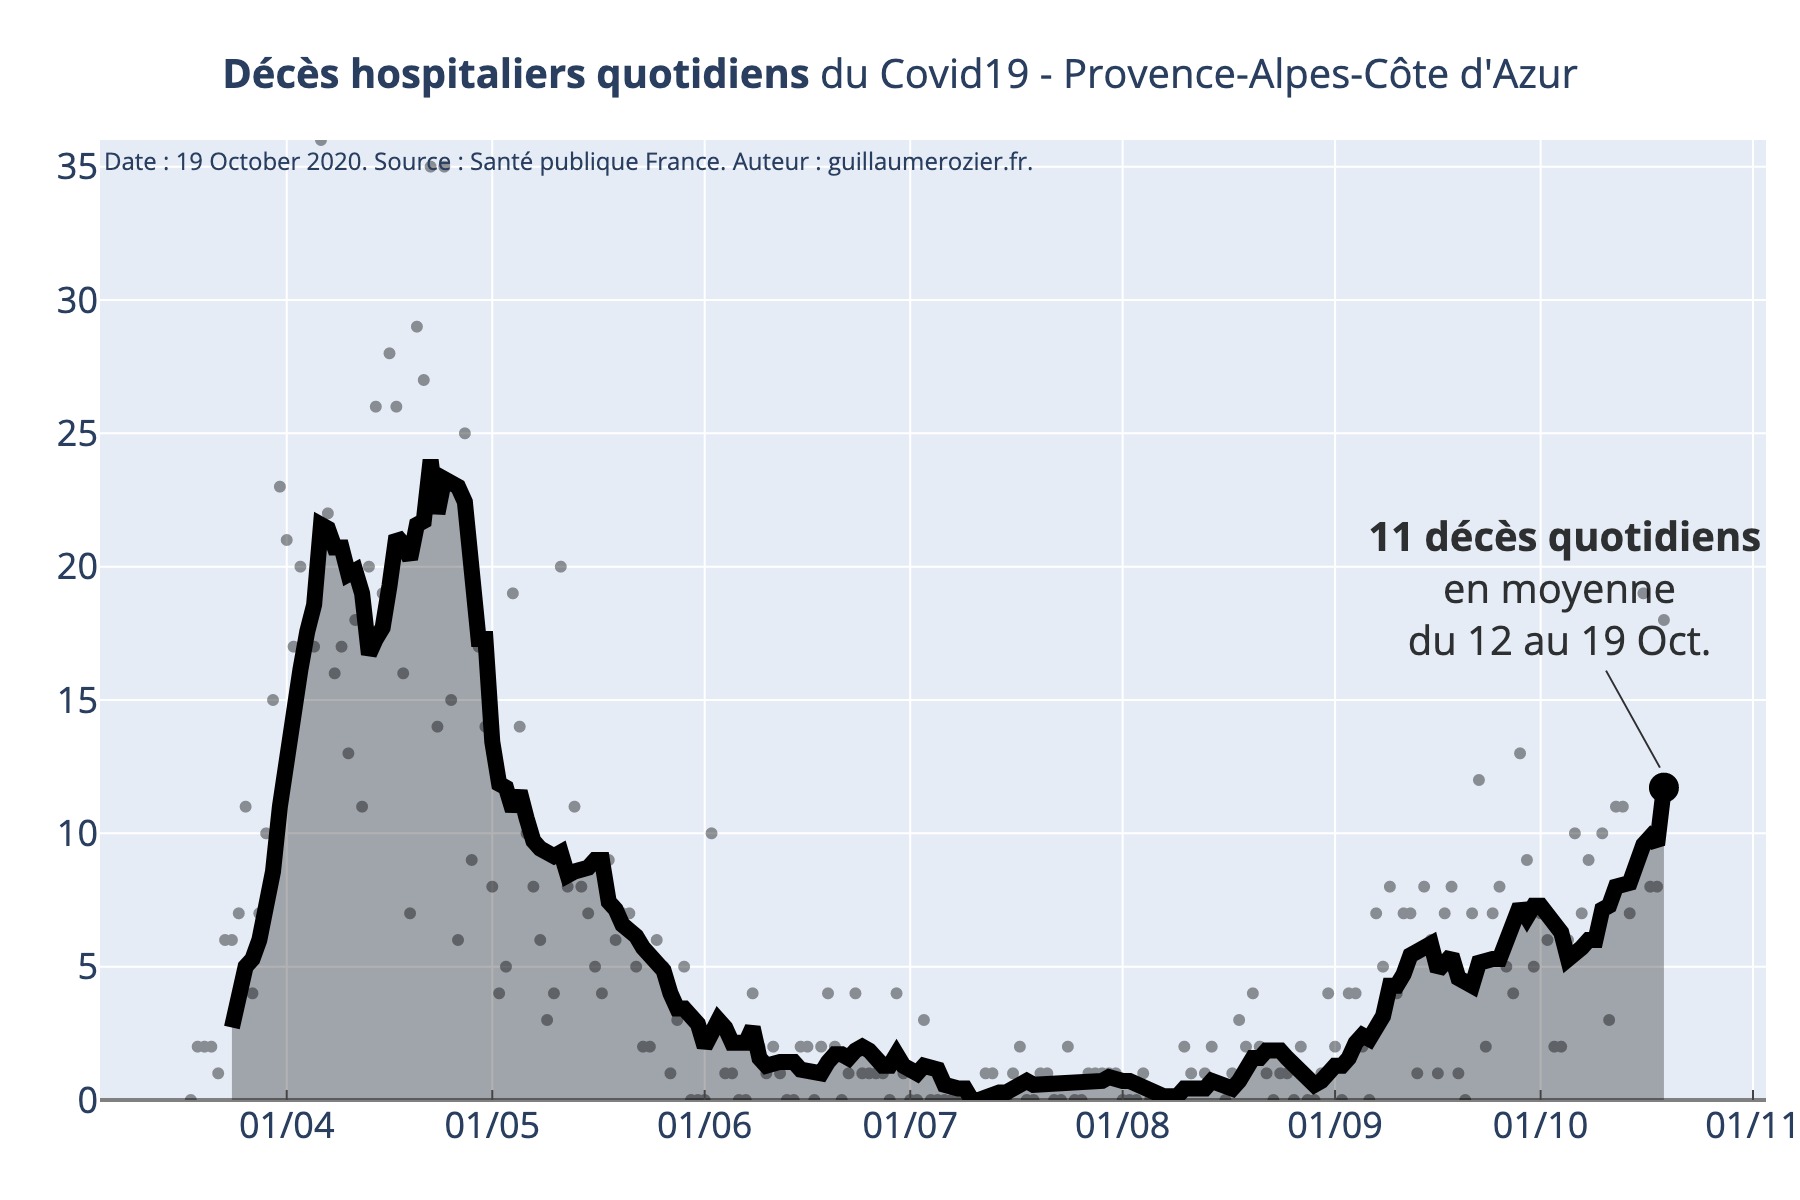 Décès hospitaliers quotidiens du Covid19 - Provence-Alpes-Côte d'Azur
Date : 19 October 2020. Source : Santé publique France. Auteur : guillaumerozier.fr.
35
30
25
20
15
10
5
0
11 décès quotidiens
en moyenne
du 12 au 19 Oct.
01/04 01/05 01/06 01/07 01/08 01/09 01/10 01/11